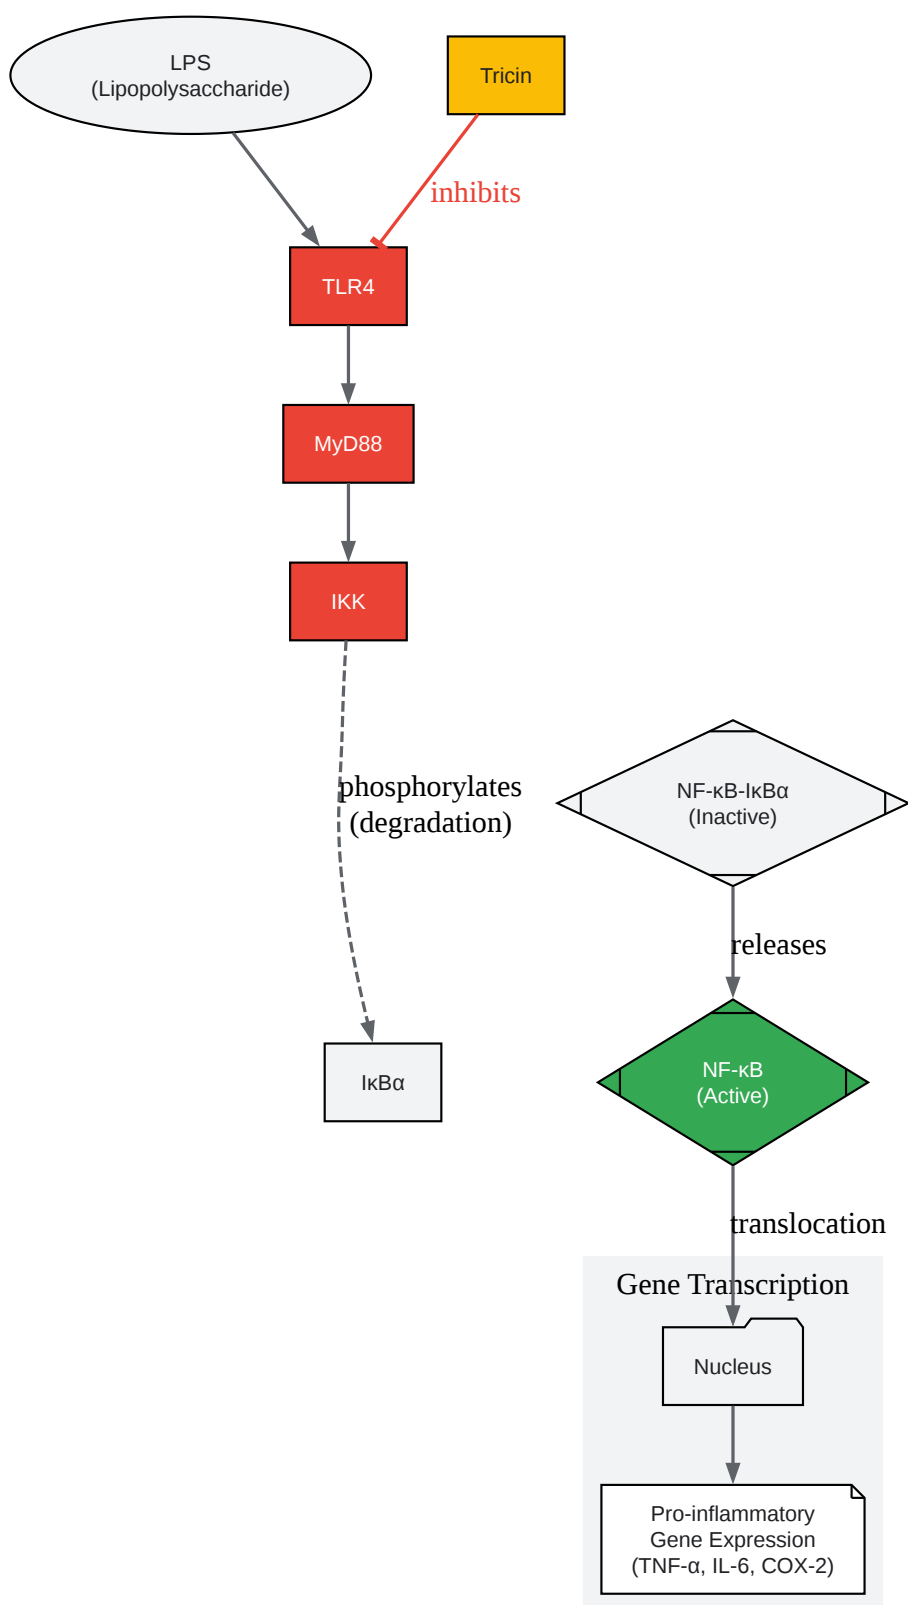 LPS
(Lipopolysaccharide)
Tricin
inhibits
TLR4
MyD88
IKK
phosphorylates
(degradation)
NF-κB-IκBα
(Inactive)
releases
IκBα
NF-κB
(Active)
translocation
Gene Transcription
Nucleus
Pro-inflammatory
Gene Expression
(TNF-α, IL-6, COX-2)